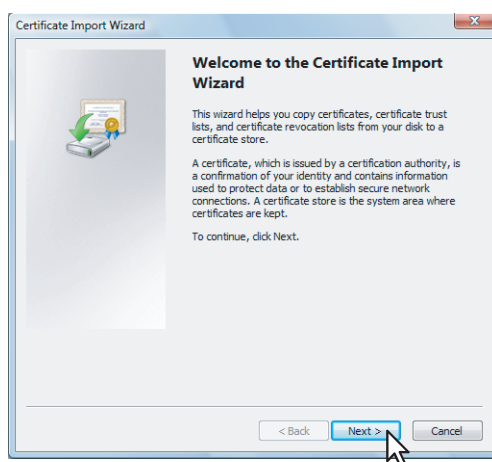 Certificate Import Wizard
Welcome to the Certificate Import
Wizard
This wizard helps you copy certificates, certificate trust
lists, and certificate revocation lists from your disk to a
certificate store.
A certificate, which is issued by a certification authority, is
a confirmation of your identity and contains information
used to protect data or to establish secure network
connections. A certificate store is the system area where
certificates are kept.
To continue, click Next.
< Back Next > Cancel